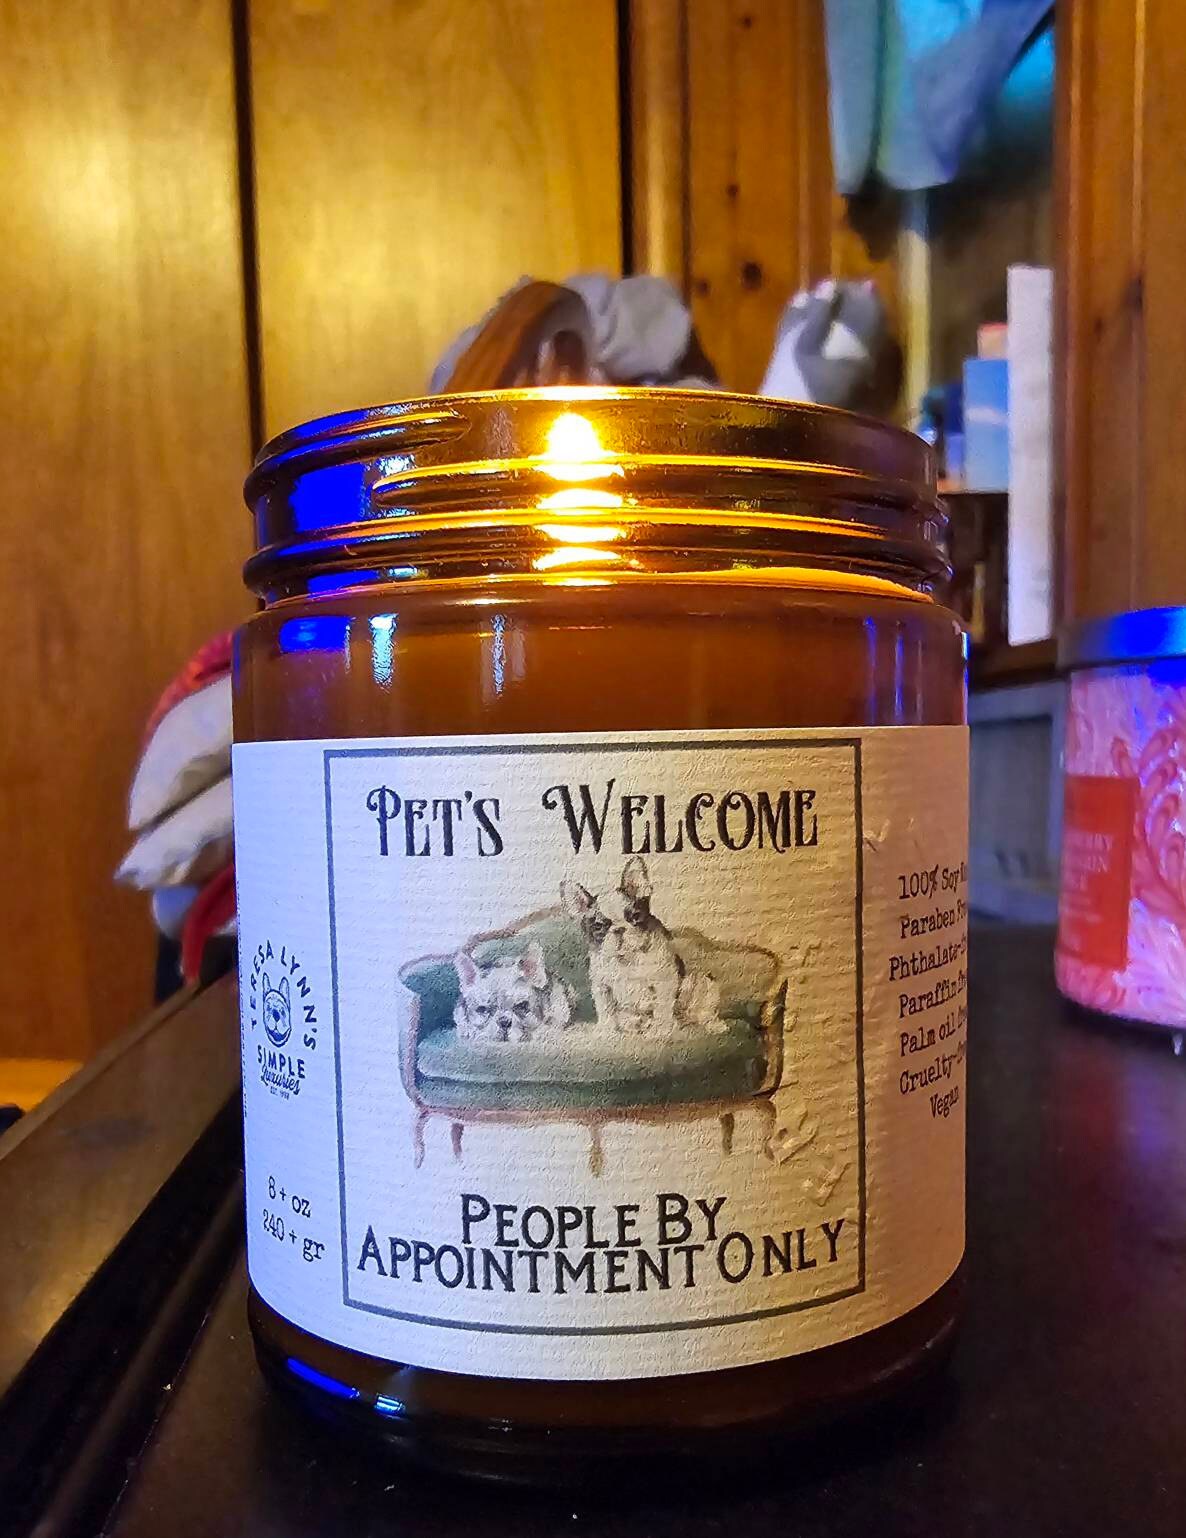 PET'S WELCOME
PEOPLE BY
APPOINTMENT ONLY
TERESA LYNN'S
SIMPLE
Luxuries
8+ oz
240+ gr
100% Soy
Paraben
Phthalate-
Paraffin
Palm oil
Cruelty-
Vegan